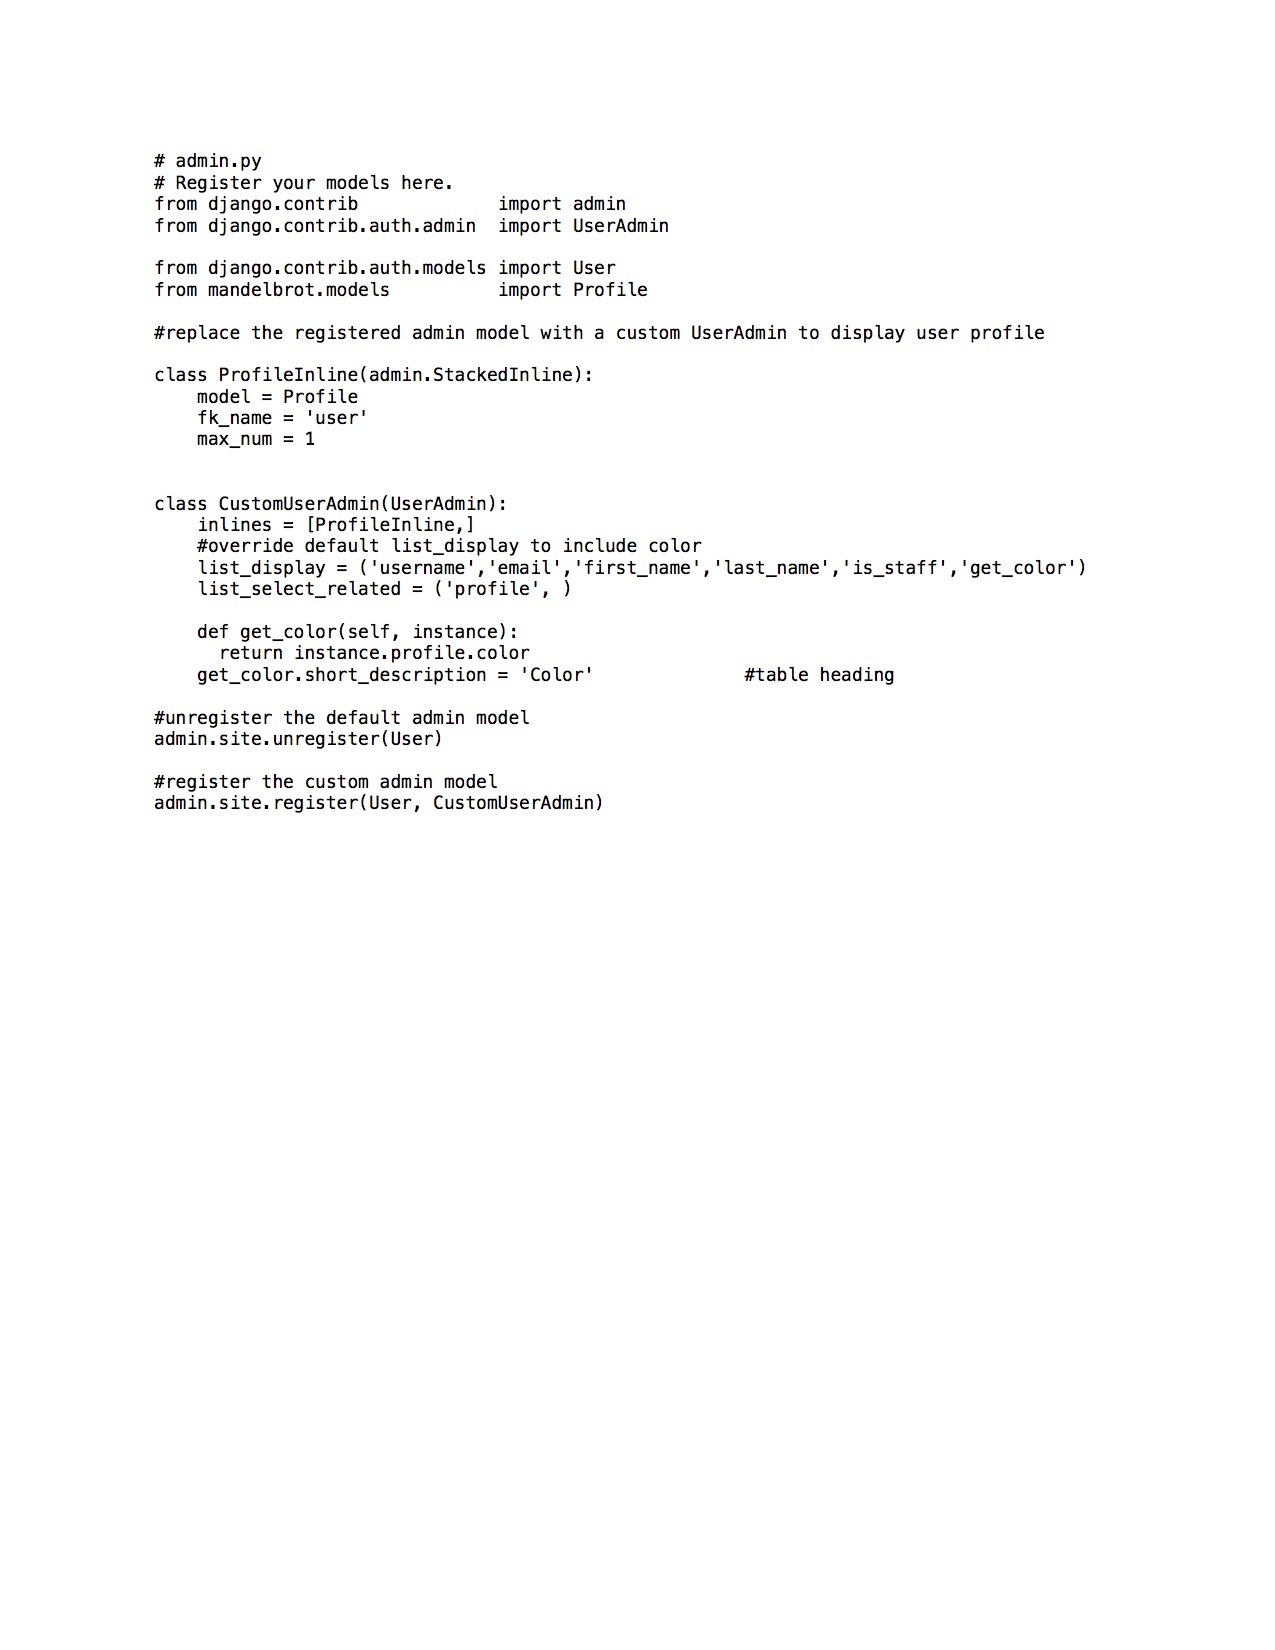 # admin.py
# Register your models here.
from django.contrib             import admin
from django.contrib.auth.admin  import UserAdmin

from django.contrib.auth.models import User
from mandelbrot.models          import Profile

#replace the registered admin model with a custom UserAdmin to display user profile

class ProfileInline(admin.StackedInline):
    model = Profile
    fk_name = 'user'
    max_num = 1


class CustomUserAdmin(UserAdmin):
    inlines = [ProfileInline,]
    #override default list_display to include color
    list_display = ('username','email','first_name','last_name','is_staff','get_color')
    list_select_related = ('profile', )

    def get_color(self, instance):
      return instance.profile.color
    get_color.short_description = 'Color'              #table heading

#unregister the default admin model
admin.site.unregister(User)

#register the custom admin model
admin.site.register(User, CustomUserAdmin)